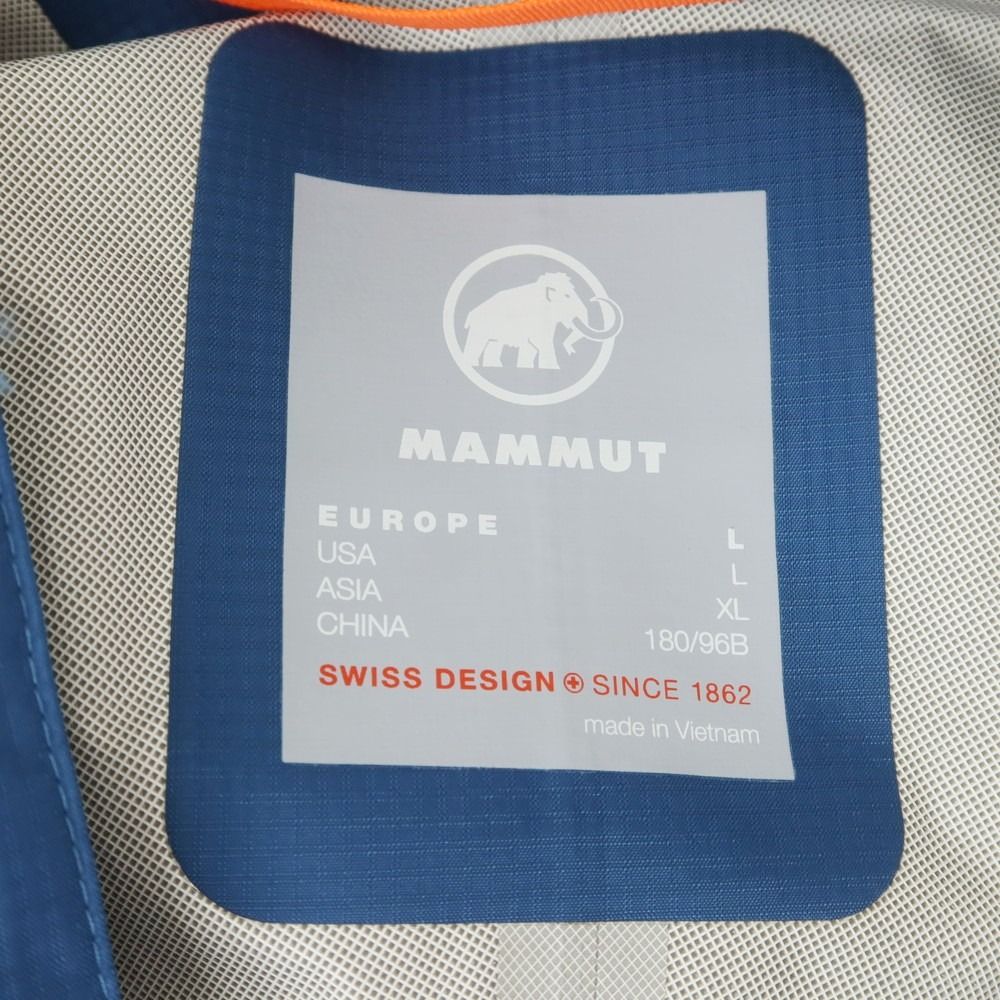 MAMMUT
EUROPE L
USA L
ASIA XL
CHINA 180/96B
SWISS DESIGN SINCE 1862
made in Vietnam